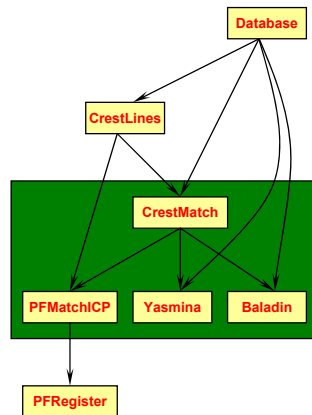 Database
CrestLines
CrestMatch
PFMatchICP
Yasmina
Baladin
PFRegister